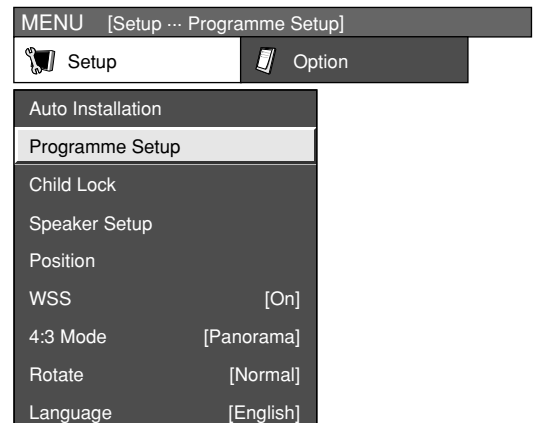 MENU [Setup ··· Programme Setup]
Setup Option
Auto Installation
Programme Setup
Child Lock
Speaker Setup
Position
WSS [On]
4:3 Mode [Panorama]
Rotate [Normal]
Language [English]